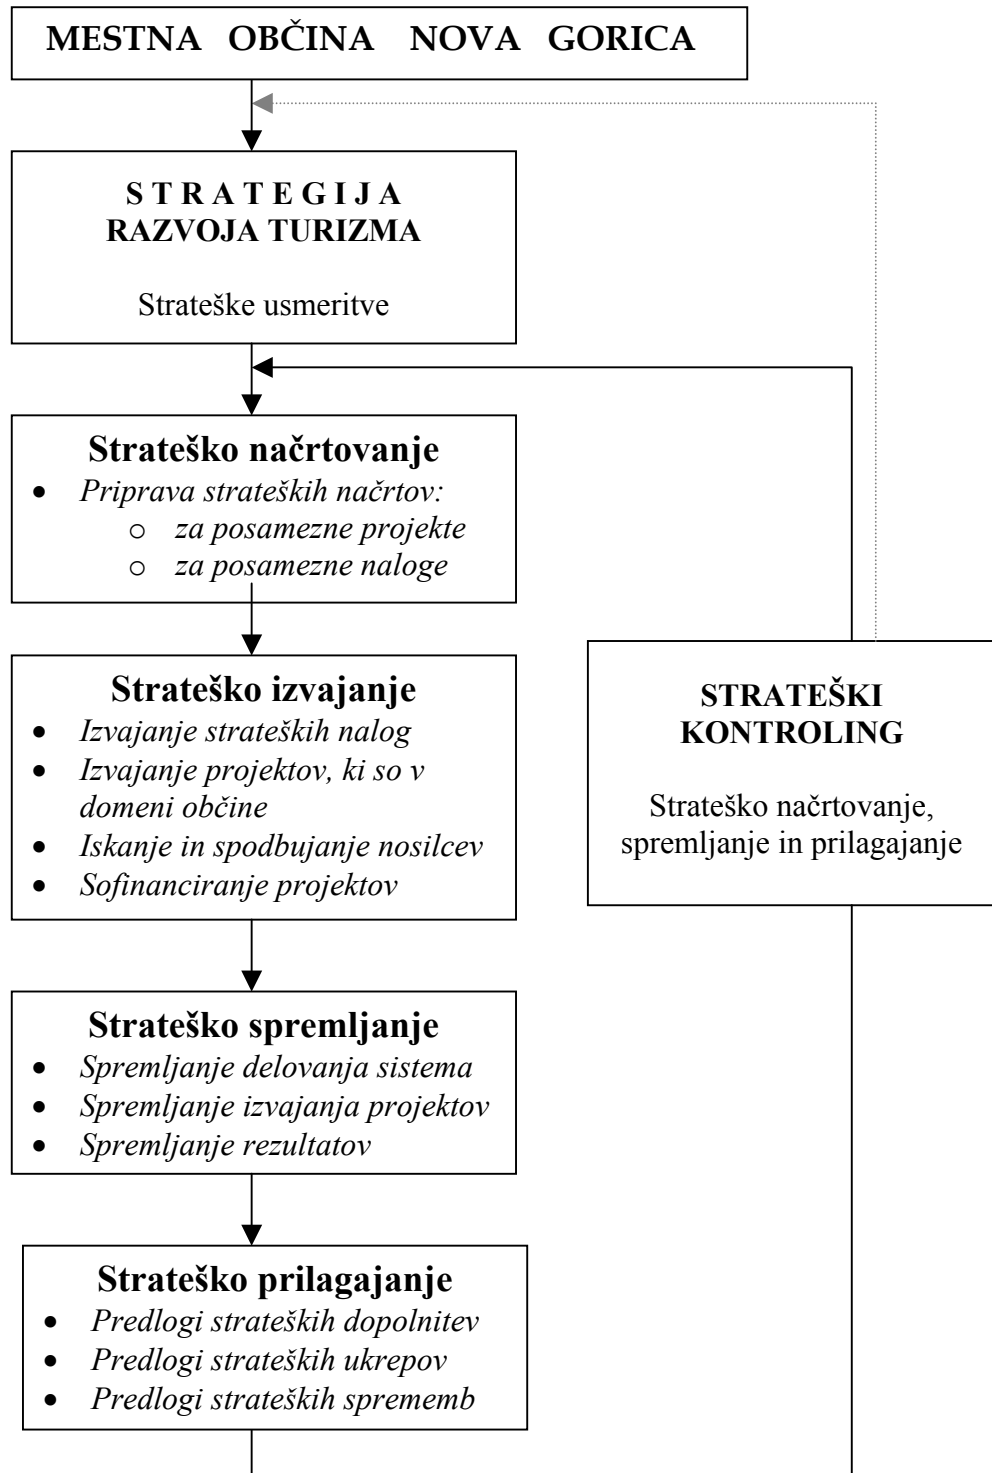 MESTNA OBČINA NOVA GORICA
S T R A T E G I J A
RAZVOJA TURIZMA
Strateške usmeritve
Strateško načrtovanje
• Priprava strateških načrtov:
o za posamezne projekte
o za posamezne naloge
Strateško izvajanje
• Izvajanje strateških nalog
• Izvajanje projektov, ki so v
domeni občine
• Iskanje in spodbujanje nosilcev
• Sofinanciranje projektov
STRATEŠKI
KONTROLING
Strateško načrtovanje,
spremljanje in prilagajanje
Strateško spremljanje
• Spremljanje delovanja sistema
• Spremljanje izvajanja projektov
• Spremljanje rezultatov
Strateško prilagajanje
• Predlogi strateških dopolnitev
• Predlogi strateških ukrepov
• Predlogi strateških sprememb